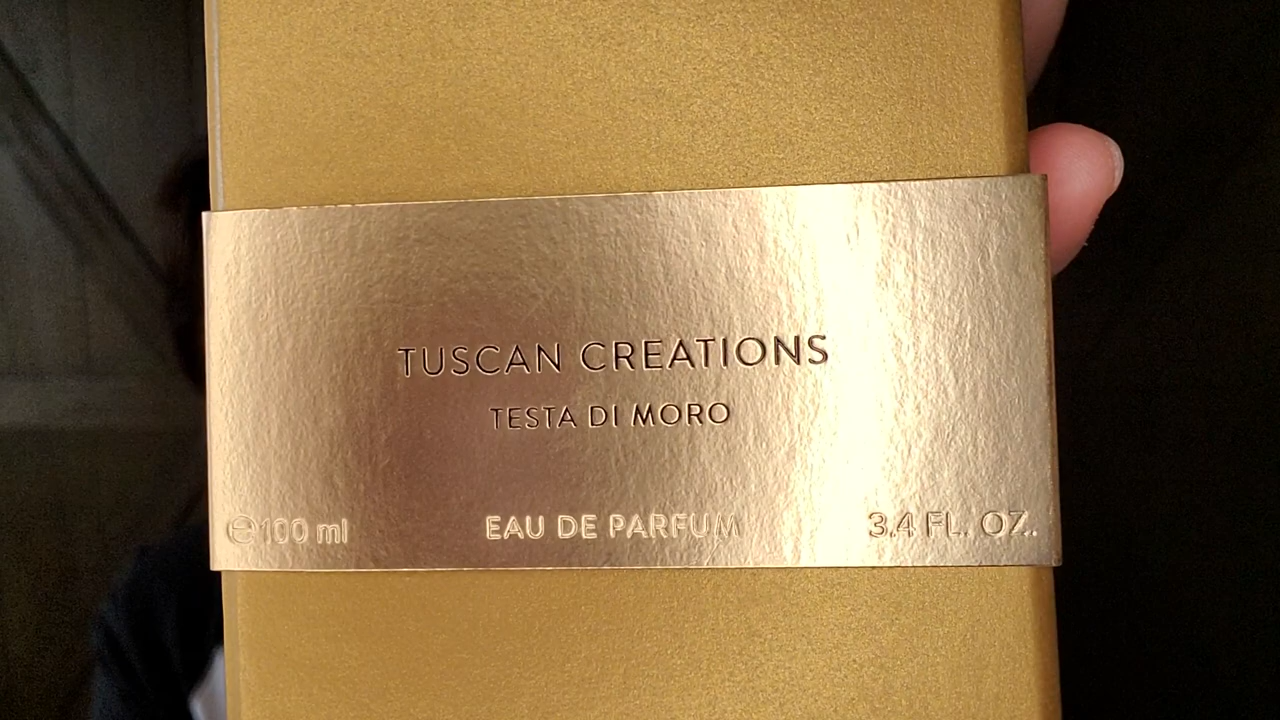 TUSCAN CREATIONS
TESTA DI MORO
℮100 ml EAU DE PARFUM 3.4 FL. OZ.